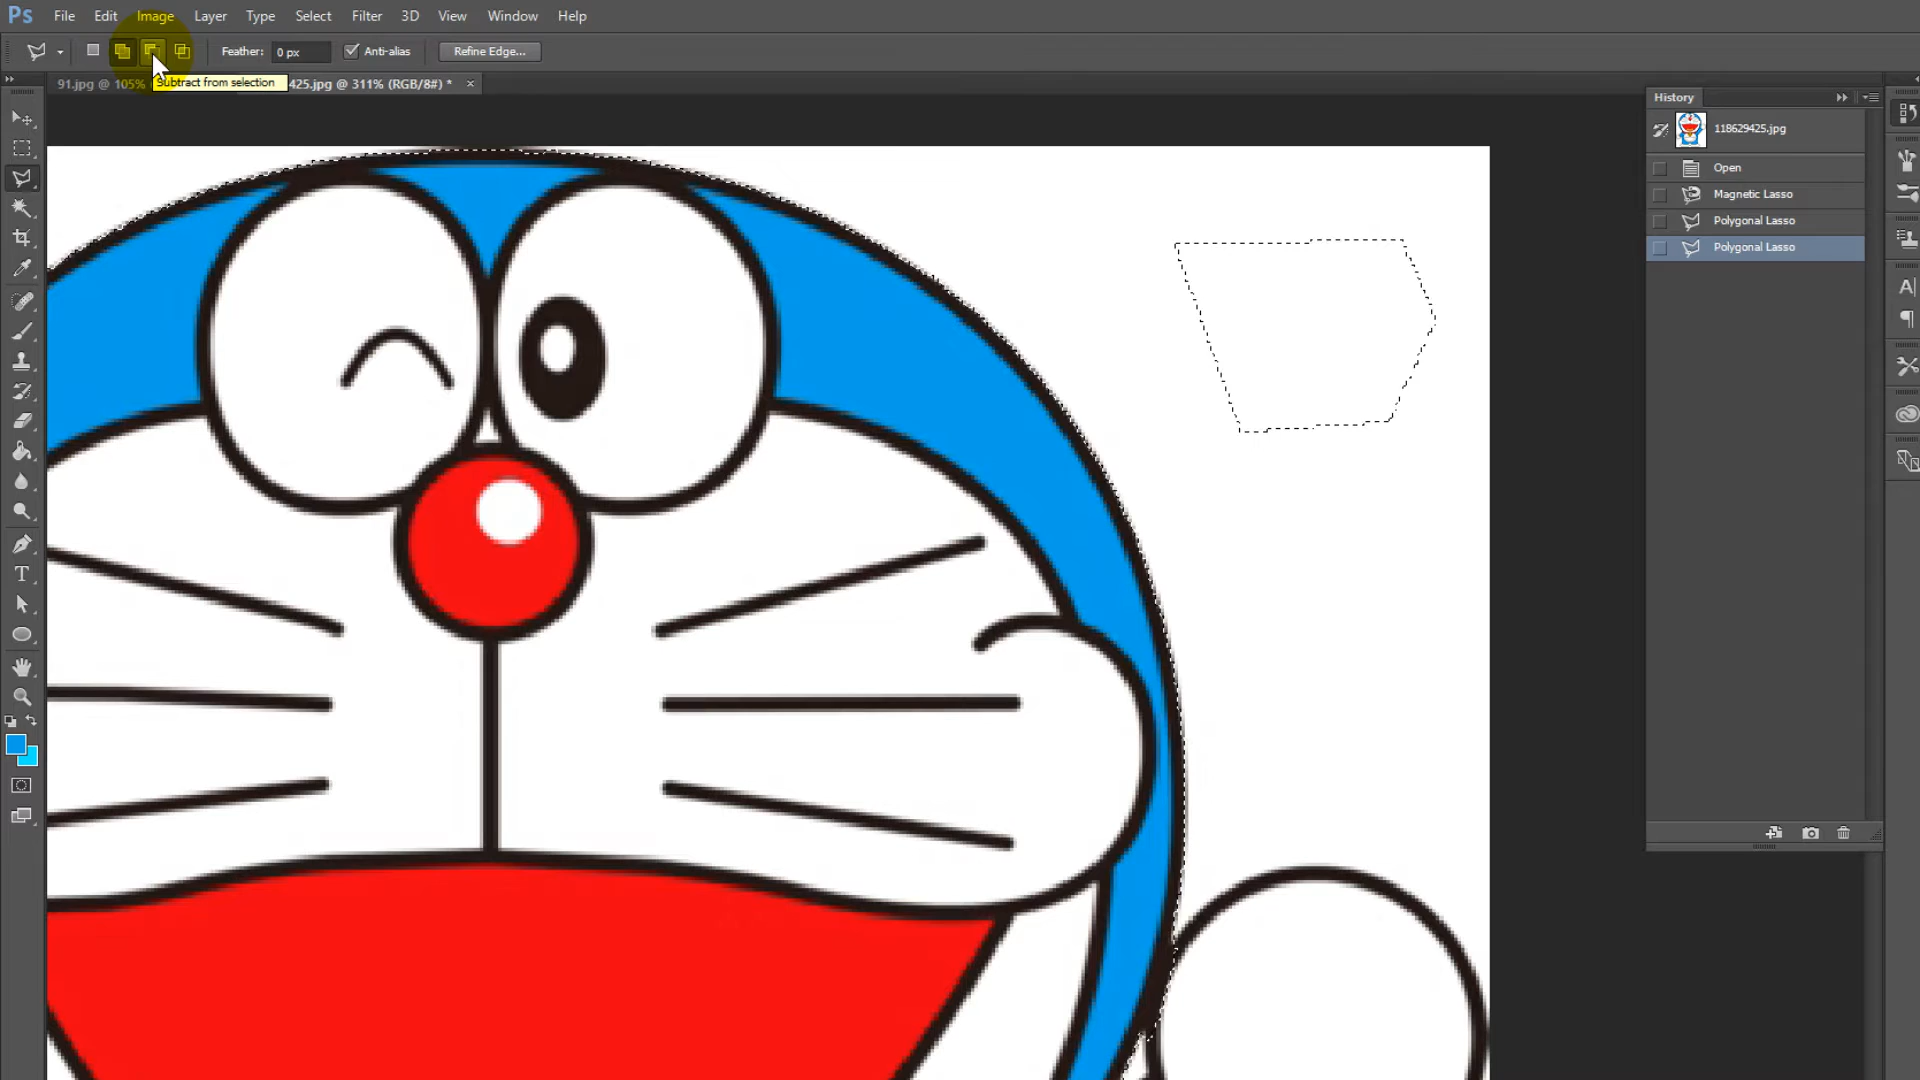 Ps File Edit Image Layer Type Select Filter 3D View Window Help
Feather: 0 px Anti-alias Refine Edge...
Subtract from selection
91.jpg @ 105% 425.jpg @ 311% (RGB/8#) * ×
History
118629425.jpg
Open
Magnetic Lasso
Polygonal Lasso
Polygonal Lasso